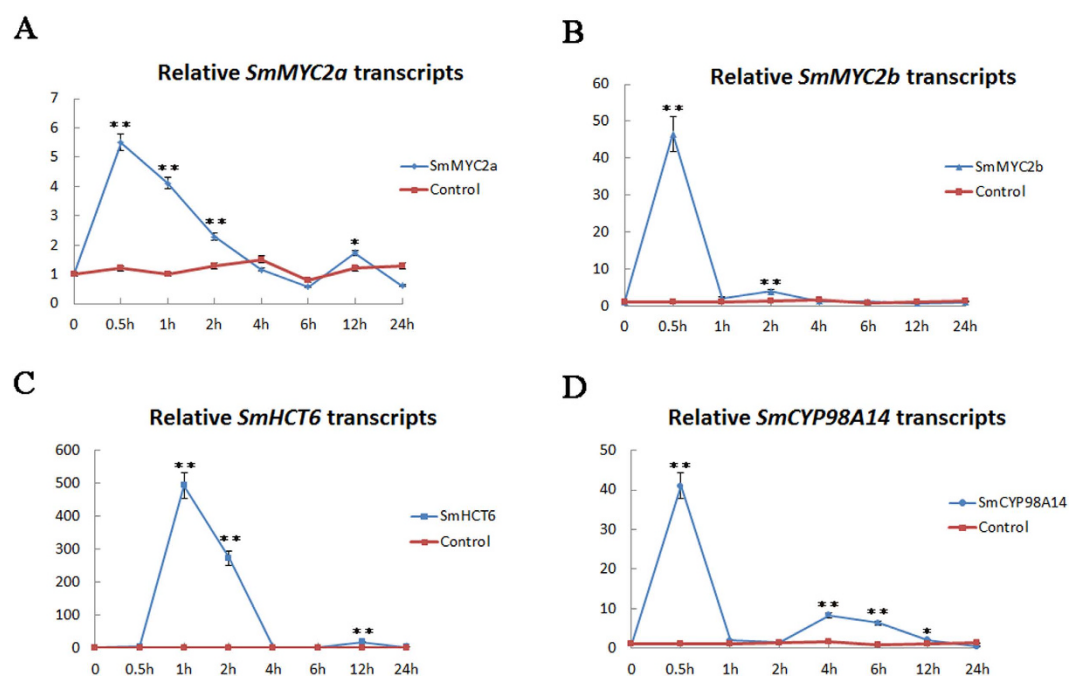 A
Relative SmMYC2a transcripts
7
6
5
4
3
2
1
0
**
**
**
*
SmMYC2a
Control
0 0.5h 1h 2h 4h 6h 12h 24h
B
Relative SmMYC2b transcripts
60
50
40
30
20
10
0
**
**
SmMYC2b
Control
0 0.5h 1h 2h 4h 6h 12h 24h
C
Relative SmHCT6 transcripts
600
500
400
300
200
100
0
**
**
**
SmHCT6
Control
0 0.5h 1h 2h 4h 6h 12h 24h
D
Relative SmCYP98A14 transcripts
50
40
30
20
10
0
**
**
**
*
SmCYP98A14
Control
0 0.5h 1h 2h 4h 6h 12h 24h